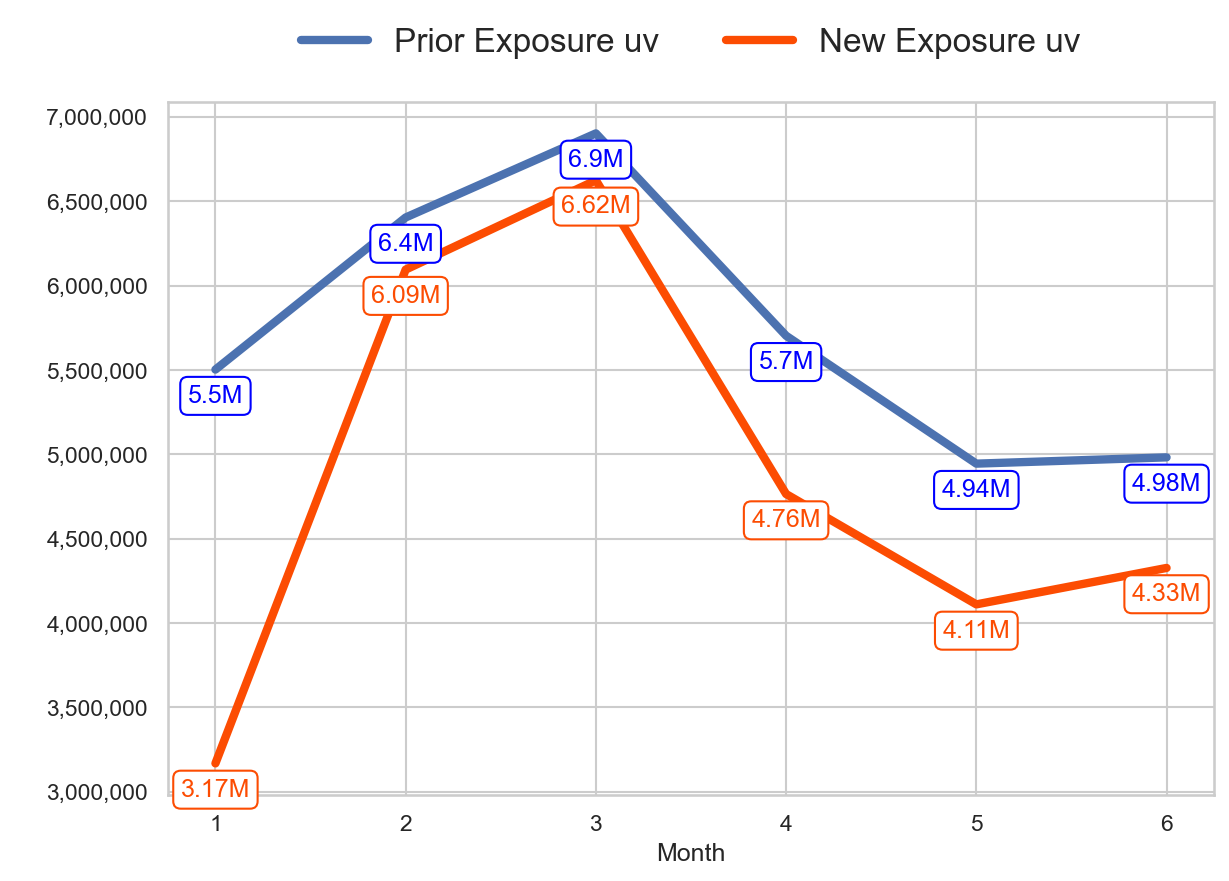 Prior Exposure uv New Exposure uv
7,000,000
6,500,000
6,000,000
5,500,000
5,000,000
4,500,000
4,000,000
3,500,000
3,000,000
6.9M
6.62M
6.4M
6.09M
5.5M
5.7M
4.94M
4.98M
4.76M
4.33M
4.11M
3.17M
1 2 3 4 5 6
Month